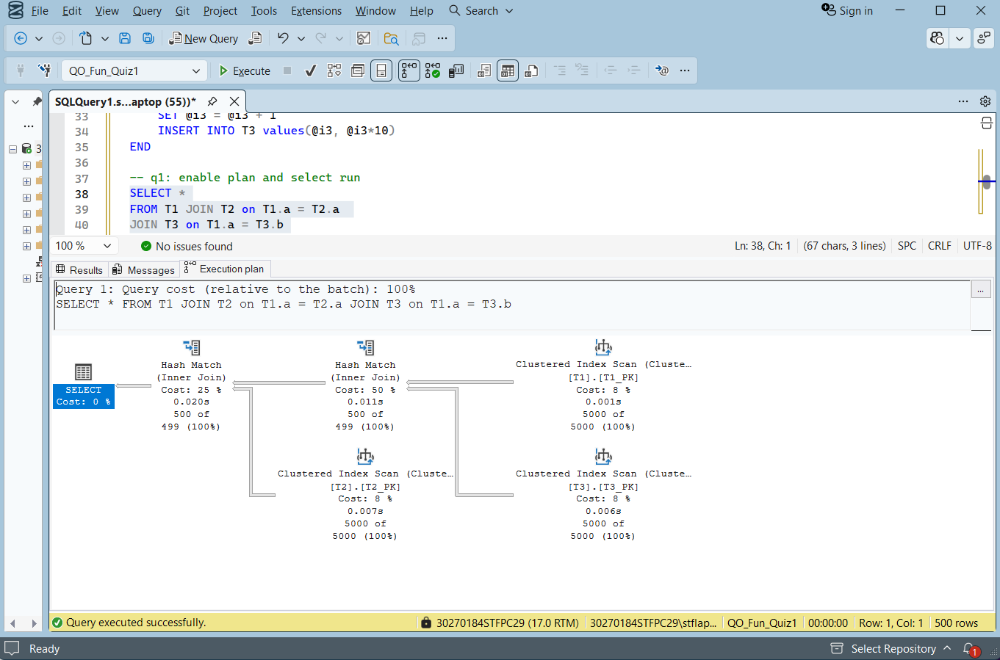 File Edit View Query Git Project Tools Extensions Window Help Search Sign in
New Query
QO_Fun_Quiz1 Execute
SQLQuery1.s...aptop (55))*
33 SET @i3 = @i3 + 1
34 INSERT INTO T3 values(@i3, @i3*10)
35 END
36
37 -- q1: enable plan and select run
38 SELECT *
39 FROM T1 JOIN T2 on T1.a = T2.a
40 JOIN T3 on T1.a = T3.b
3
100 % No issues found Ln: 38, Ch: 1 (67 chars, 3 lines) SPC CRLF UTF-8
Results Messages Execution plan
Query 1: Query cost (relative to the batch): 100%
SELECT * FROM T1 JOIN T2 on T1.a = T2.a JOIN T3 on T1.a = T3.b
...
SELECT
Cost: 0 %
Hash Match
(Inner Join)
Cost: 25 %
0.020s
500 of
499 (100%)
Hash Match
(Inner Join)
Cost: 50 %
0.011s
500 of
499 (100%)
Clustered Index Scan (Cluste...
[T1].[T1_PK]
Cost: 8 %
0.001s
5000 of
5000 (100%)
Clustered Index Scan (Cluste...
[T2].[T2_PK]
Cost: 8 %
0.007s
5000 of
5000 (100%)
Clustered Index Scan (Cluste...
[T3].[T3_PK]
Cost: 8 %
0.006s
5000 of
5000 (100%)
Query executed successfully. 30270184STFPC29 (17.0 RTM) 30270184STFPC29\stflap... QO_Fun_Quiz1 00:00:00 Row: 1, Col: 1 500 rows
Ready Select Repository 1